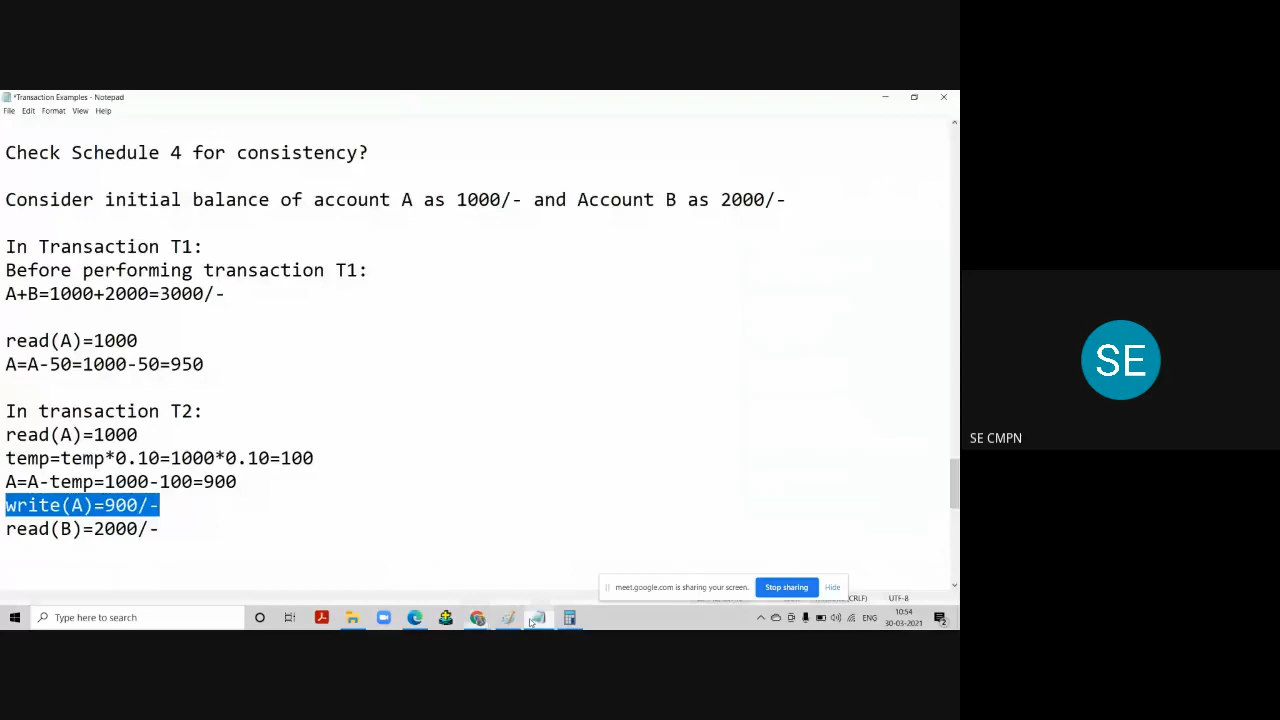 *Transaction Examples - Notepad
File Edit Format View Help
Check Schedule 4 for consistency?
Consider initial balance of account A as 1000/- and Account B as 2000/-
In Transaction T1:
Before performing transaction T1:
A+B=1000+2000=3000/-
read(A)=1000
A=A-50=1000-50=950
In transaction T2:
read(A)=1000
temp=temp*0.10=1000*0.10=100
A=A-temp=1000-100=900
write(A)=900/-
read(B)=2000/-
SE
SE CMPN
meet.google.com is sharing your screen. Stop sharing Hide
(CRLF) UTF-8
Type here to search
ENG
10:54
30-03-2021
2